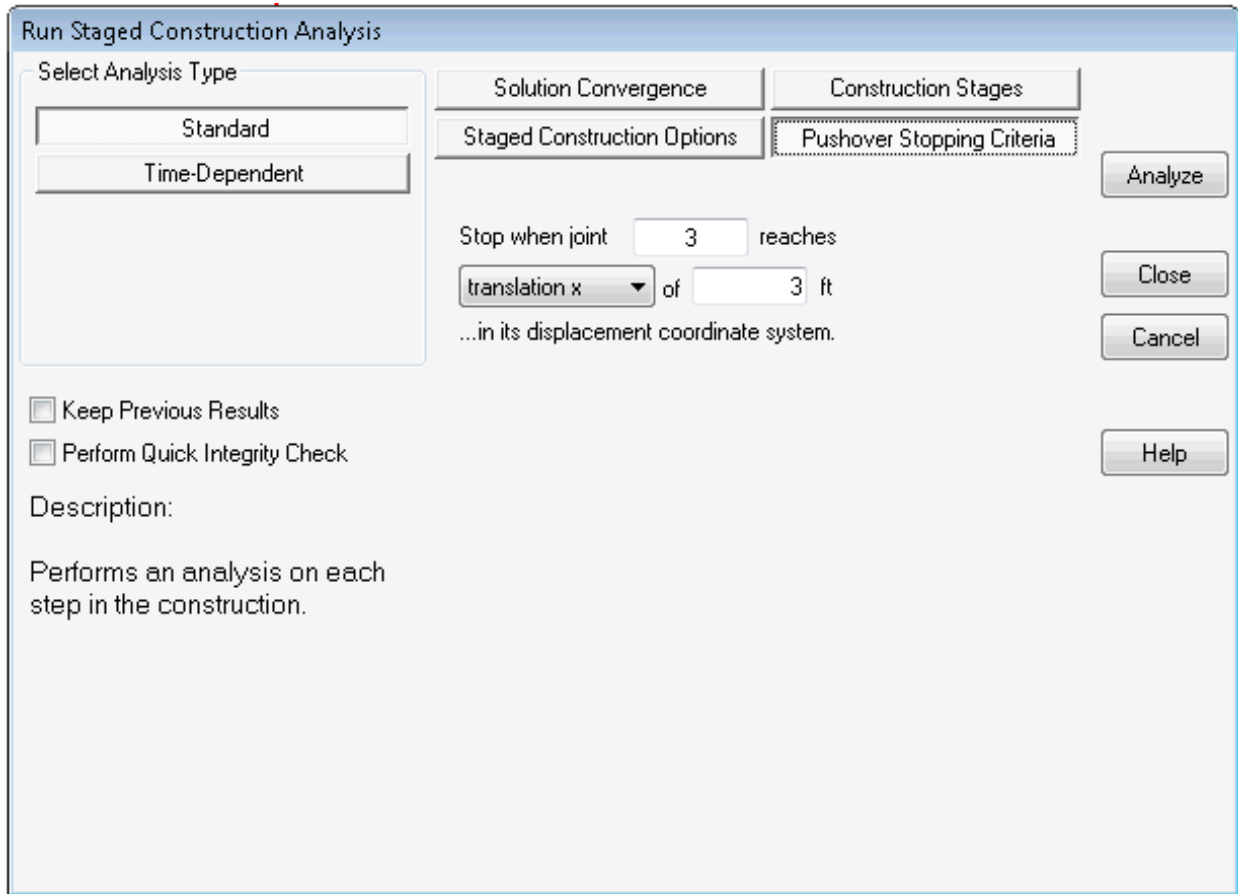 Run Staged Construction Analysis
Select Analysis Type
Standard
Time-Dependent
Solution Convergence
Construction Stages
Staged Construction Options
Pushover Stopping Criteria
Stop when joint 3 reaches
translation x of 3 ft
...in its displacement coordinate system.
Analyze
Close
Cancel
Help
Keep Previous Results
Perform Quick Integrity Check
Description:
Performs an analysis on each
step in the construction.